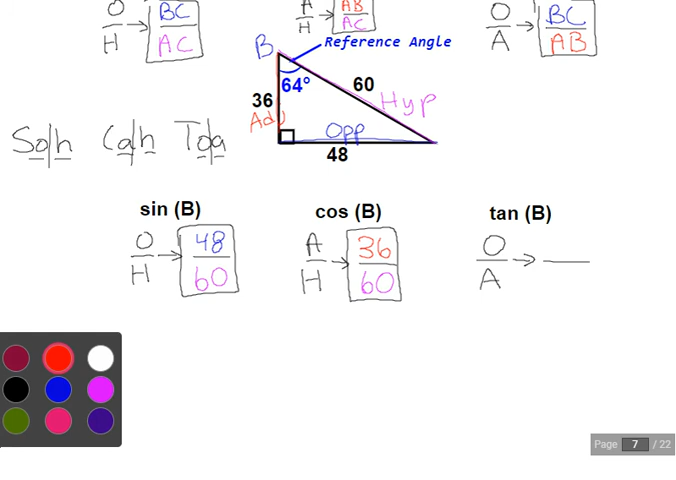 O/H → BC/AC
A/H → AB/AC
O/A → BC/AB
B
Reference Angle
64°
60
Hyp
36
Adj
Opp
48
Soh Cah Toa
sin (B) cos (B) tan (B)
O/H → 48/60
A/H → 36/60
O/A →
Page 7 / 22